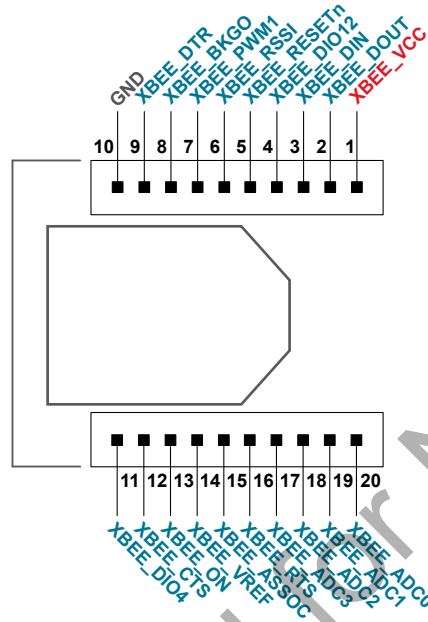 GND
XBEE_DTR
XBEE_BKGO
XBEE_PWM1
XBEE_RSSI
XBEE_RESETn
XBEE_DIO12
XBEE_DIN
XBEE_DOUT
XBEE_VCC
10 9 8 7 6 5 4 3 2 1
11 12 13 14 15 16 17 18 19 20
XBEE_DIO4
XBEE_CTS
XBEE_ON
XBEE_VREF
XBEE_ASSOC
XBEE_RTS
XBEE_ADC3
XBEE_ADC2
XBEE_ADC1
XBEE_ADC0
for